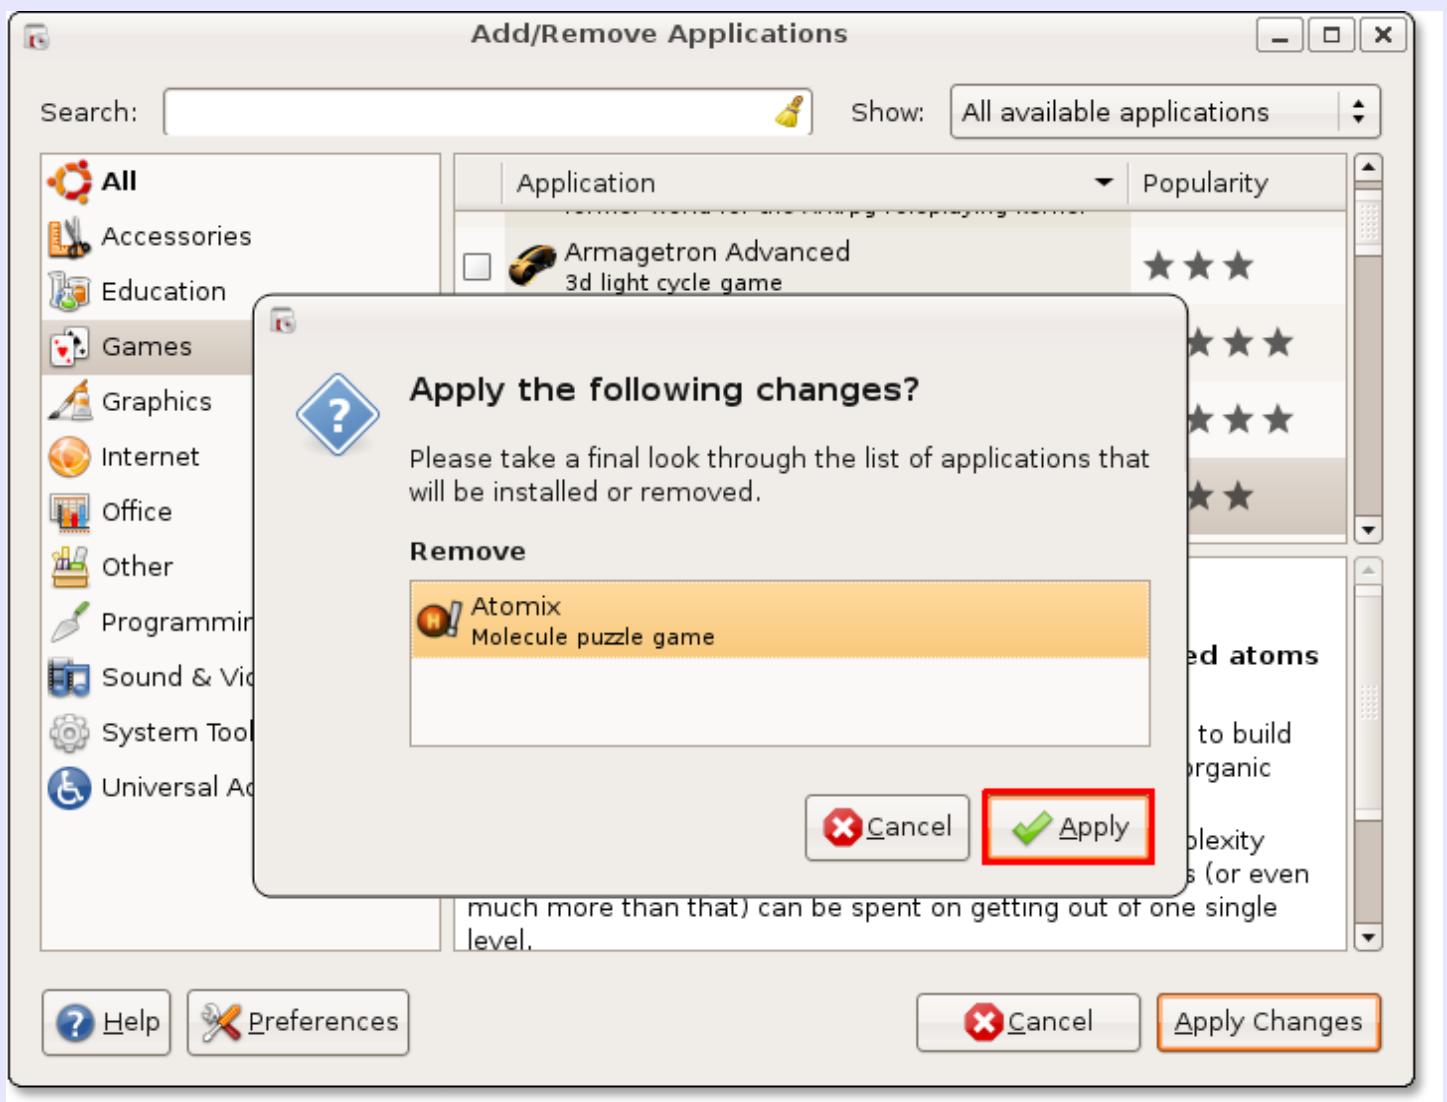 Add/Remove Applications
Search:
Show: All available applications
All
Accessories
Education
Games
Graphics
Internet
Office
Other
Programmin
Sound & Vid
System Tool
Universal Ac
Application Popularity
Armagetron Advanced
3d light cycle game
Apply the following changes?
Please take a final look through the list of applications that
will be installed or removed.
Remove
Atomix
Molecule puzzle game
Cancel Apply
ed atoms
to build
organic
plexity
s (or even
much more than that) can be spent on getting out of one single
level.
Help Preferences Cancel Apply Changes